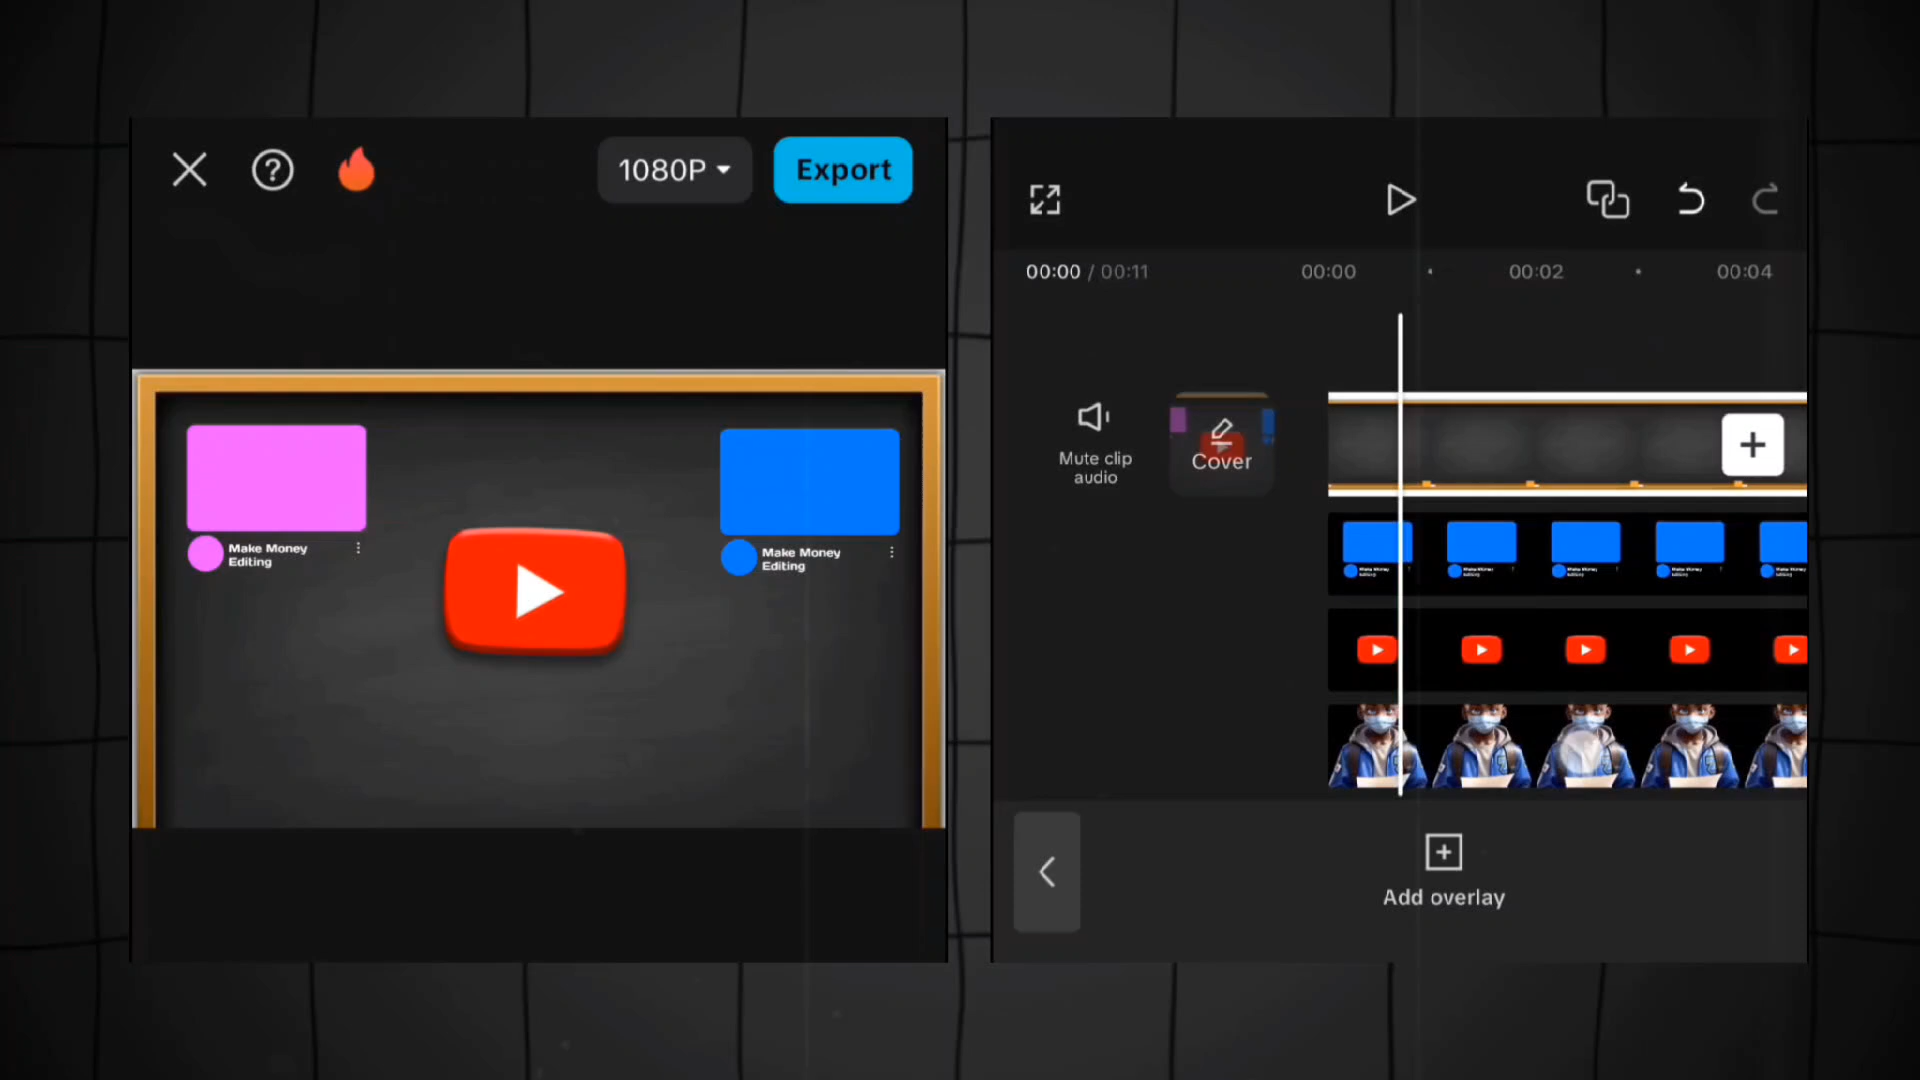 1080P
Export
Make Money
Editing
Make Money
Editing
00:00 / 00:11
00:00
00:02
00:04
Mute clip
audio
Cover
Add overlay